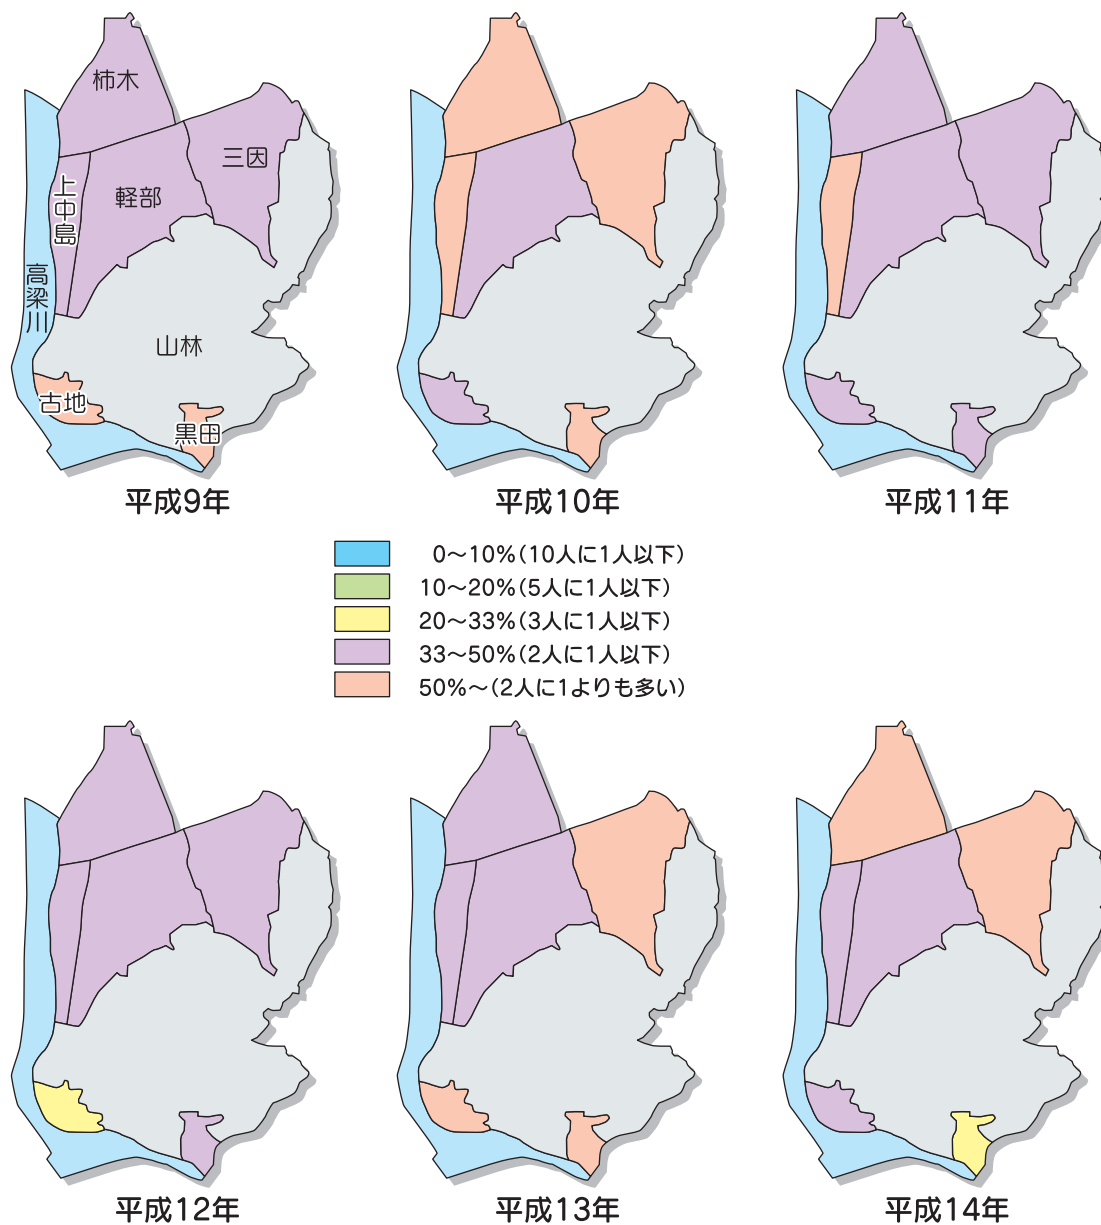 柿木
三因
軽部
上中島
高梁川
山林
古地
黒田
平成9年
平成10年
平成11年
0～10%(10人に1人以下)
10～20%(5人に1人以下)
20～33%(3人に1人以下)
33～50%(2人に1人以下)
50%～(2人に1よりも多い)
平成12年
平成13年
平成14年